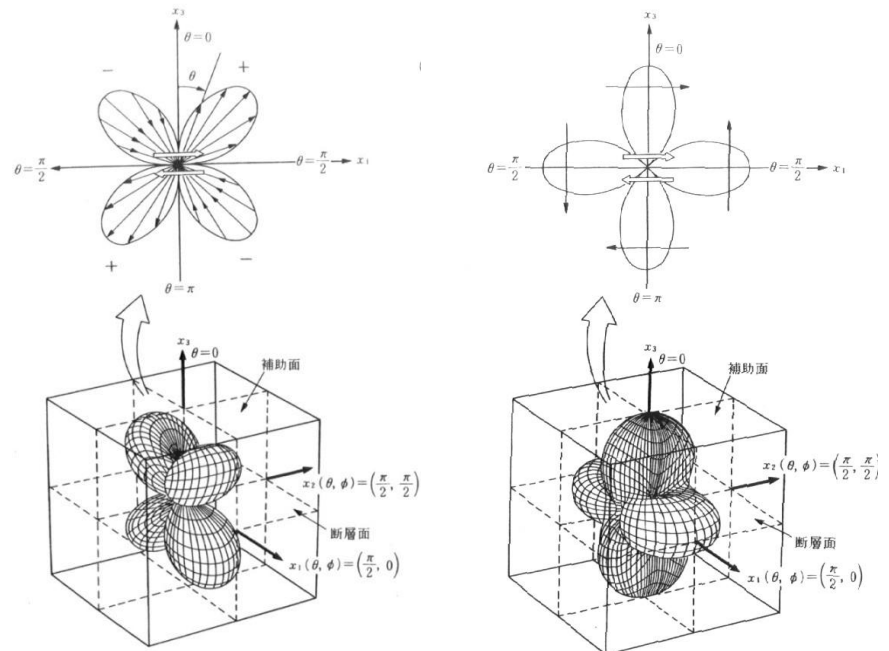 x₃
θ=0
θ
−
+
θ=π/2
θ=π/2
x₁
+
−
θ=π
x₃
θ=0
補助面
x₂(θ, φ)=(π/2, π/2)
断層面
x₁(θ, φ)=(π/2, 0)
x₃
θ=0
θ=π/2
θ=π/2
x₁
θ=π
x₃
θ=0
補助面
x₂(θ, φ)=(π/2, π/2)
断層面
x₁(θ, φ)=(π/2, 0)